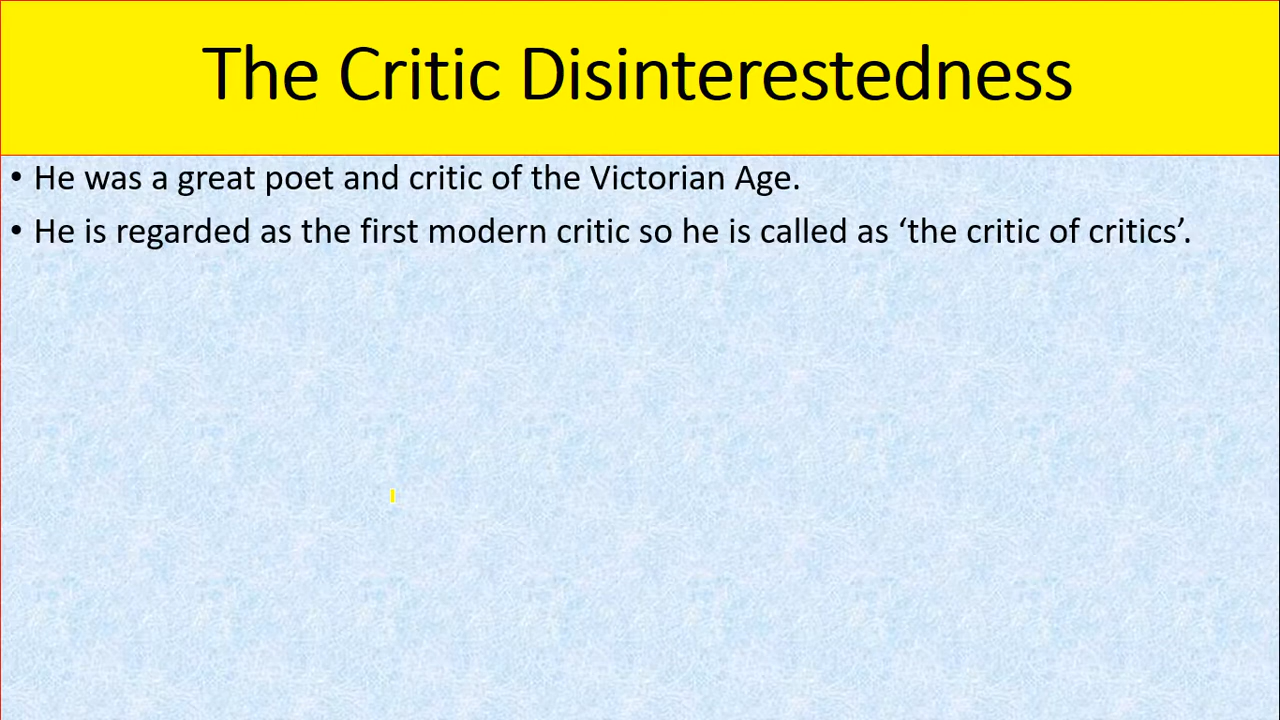 The Critic Disinterestedness
• He was a great poet and critic of the Victorian Age.
• He is regarded as the first modern critic so he is called as ‘the critic of critics’.